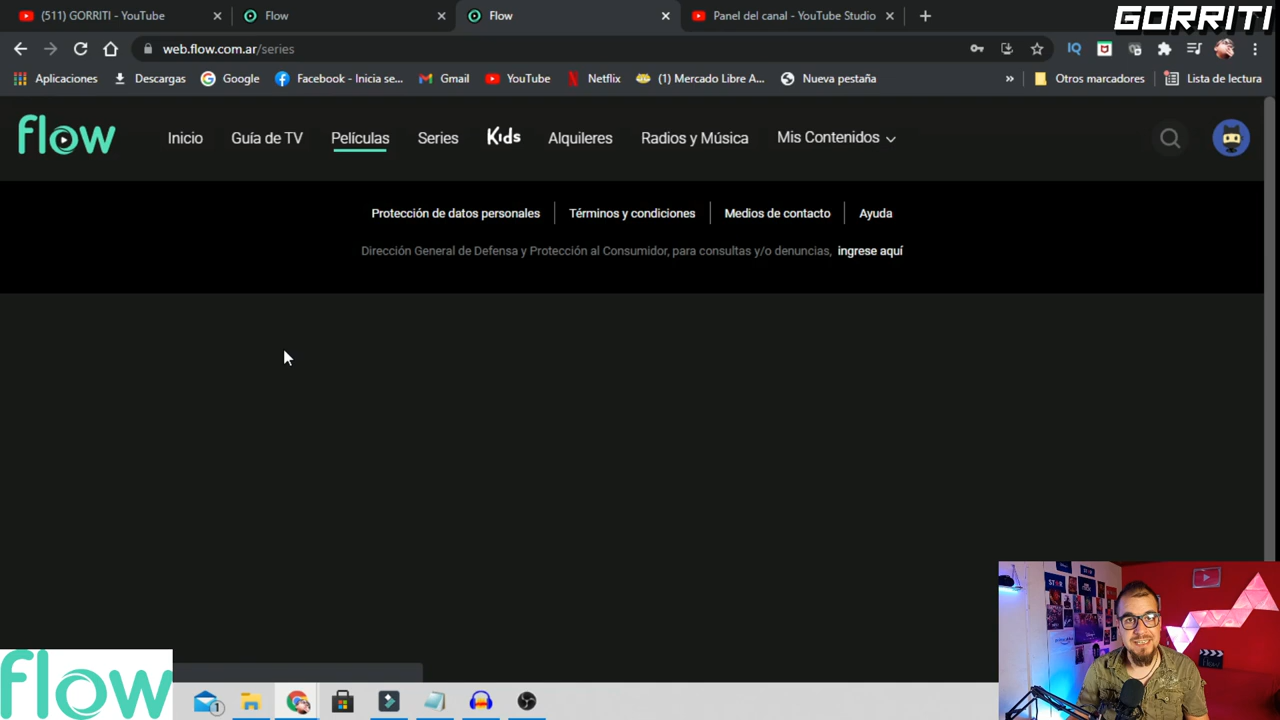 (511) GORRITI - YouTube
Flow
Flow
Panel del canal - YouTube Studio
GORRITI
web.flow.com.ar/series
Aplicaciones
Descargas
Google
Facebook - Inicia se...
Gmail
YouTube
Netflix
(1) Mercado Libre A...
Nueva pestaña
»
Otros marcadores
Lista de lectura
flow
Inicio
Guía de TV
Películas
Series
Kids
Alquileres
Radios y Música
Mis Contenidos
Protección de datos personales
Términos y condiciones
Medios de contacto
Ayuda
Dirección General de Defensa y Protección al Consumidor, para consultas y/o denuncias, ingrese aquí
flow
1